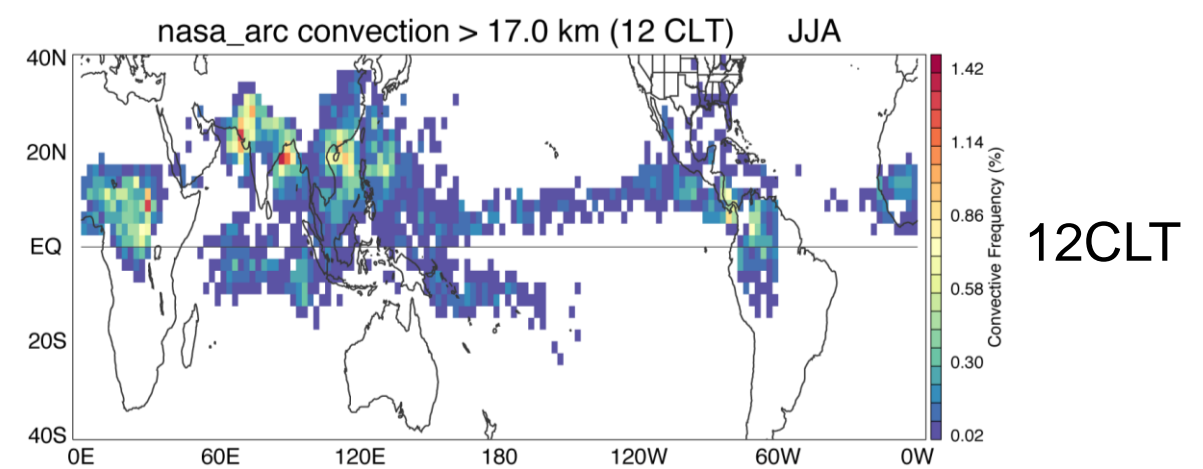 nasa_arc convection > 17.0 km (12 CLT) JJA
40N
20N
EQ
20S
40S
0E 60E 120E 180 120W 60W 0W
1.42
1.14
0.86
0.58
0.30
0.02
Convective Frequency (%)
12CLT